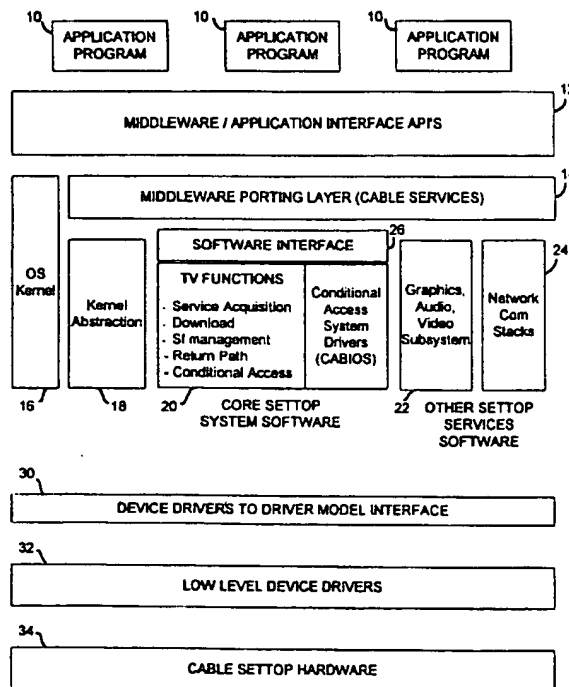 10 10 10
APPLICATION PROGRAM
APPLICATION PROGRAM
APPLICATION PROGRAM
MIDDLEWARE / APPLICATION INTERFACE API'S
MIDDLEWARE PORTING LAYER (CABLE SERVICES)
OS
Kernel
16
Kernel
Abstraction
18
SOFTWARE INTERFACE
26
TV FUNCTIONS
- Service Acquisition
- Download
- SI management
- Return Path
- Conditional Access
20
Conditional
Access
System
Drivers
(CABIOS)
CORE SETTOP
SYSTEM SOFTWARE
Graphics,
Audio,
Video
Subsystem
22
Network
Com
Stacks
24
OTHER SETTOP
SERVICES
SOFTWARE
30
DEVICE DRIVERS TO DRIVER MODEL INTERFACE
32
LOW LEVEL DEVICE DRIVERS
34
CABLE SETTOP HARDWARE